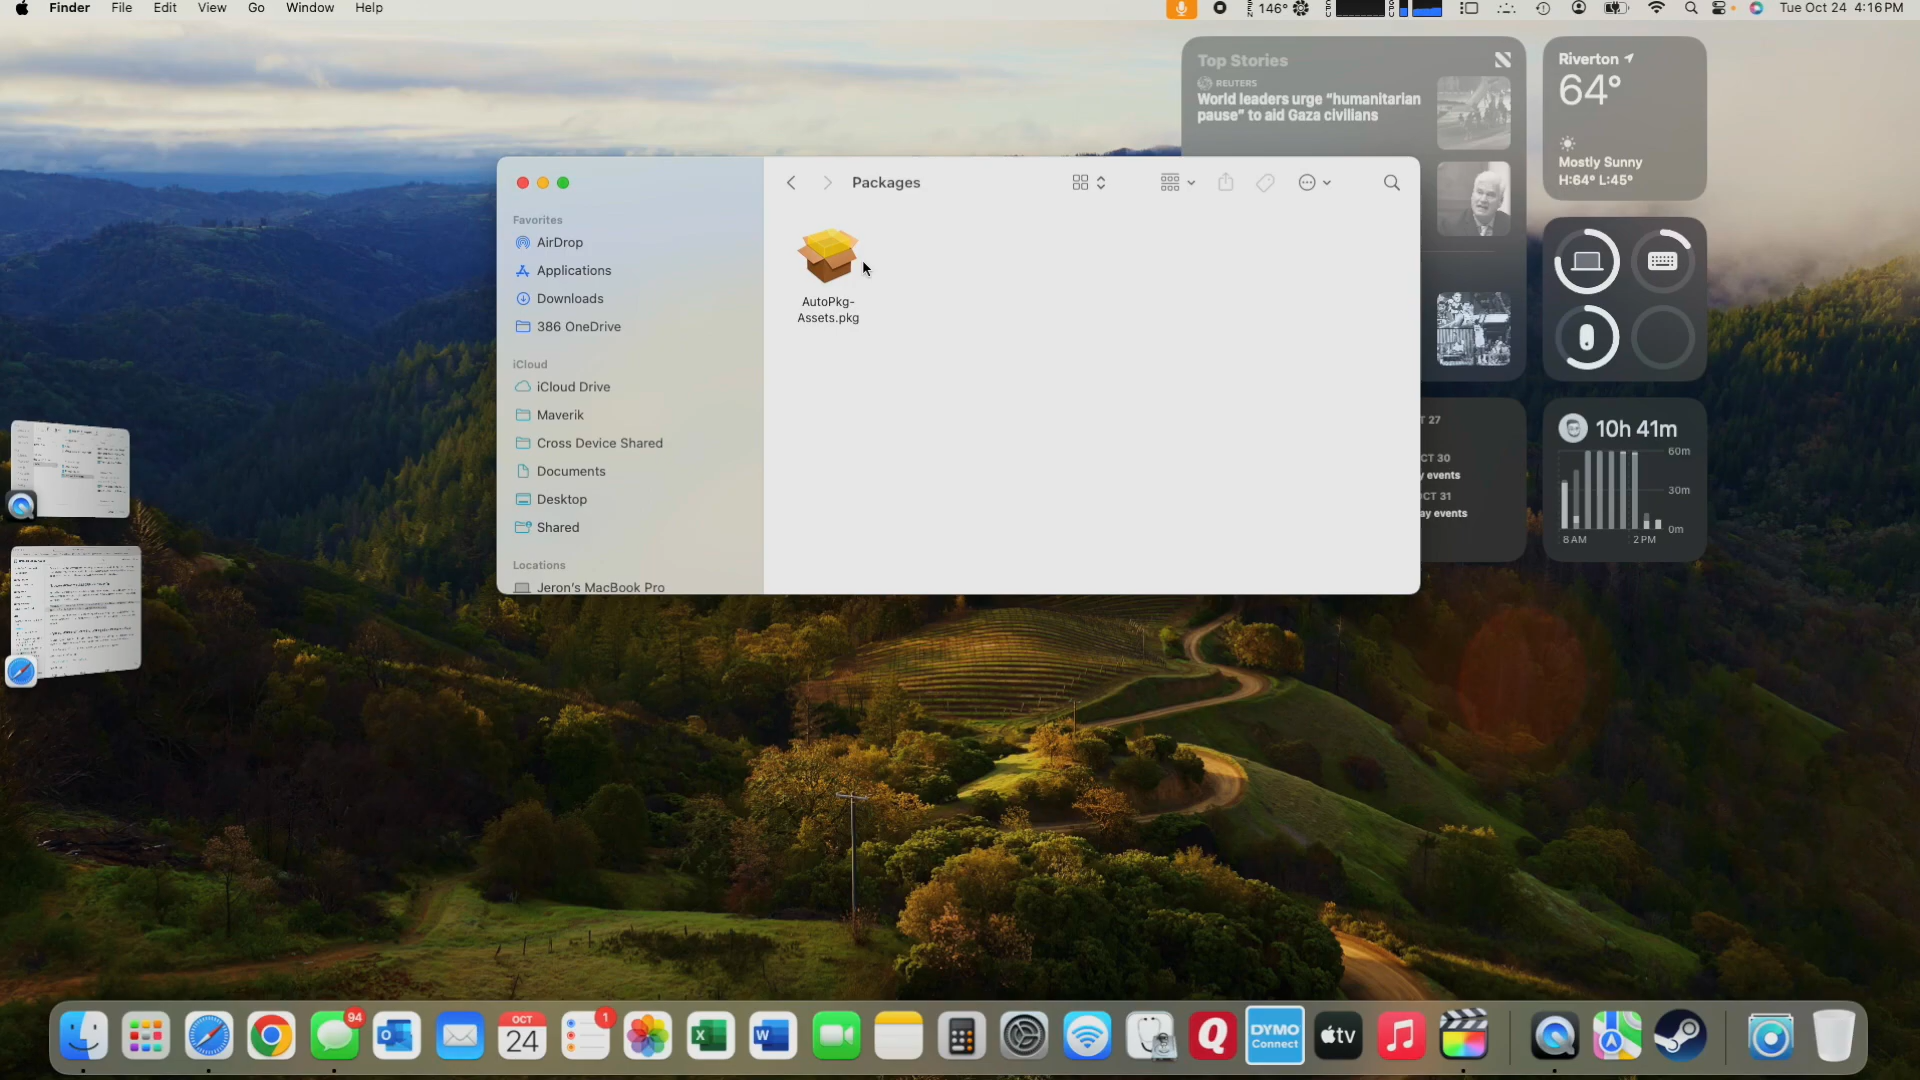 Finder File Edit View Go Window Help
146° Tue Oct 24 4:16 PM
Top Stories
REUTERS
World leaders urge "humanitarian
pause" to aid Gaza civilians
Riverton
64°
Mostly Sunny
H:64° L:45°
Packages
Favorites
AirDrop
Applications
Downloads
386 OneDrive
iCloud
iCloud Drive
Maverik
Cross Device Shared
Documents
Desktop
Shared
Locations
Jeron's MacBook Pro
AutoPkg-
Assets.pkg
T 27
CT 30
y events
CT 31
ay events
10h 41m
60m
30m
0m
8 AM 2 PM
94
OCT
24
1
DYMO
Connect
tv